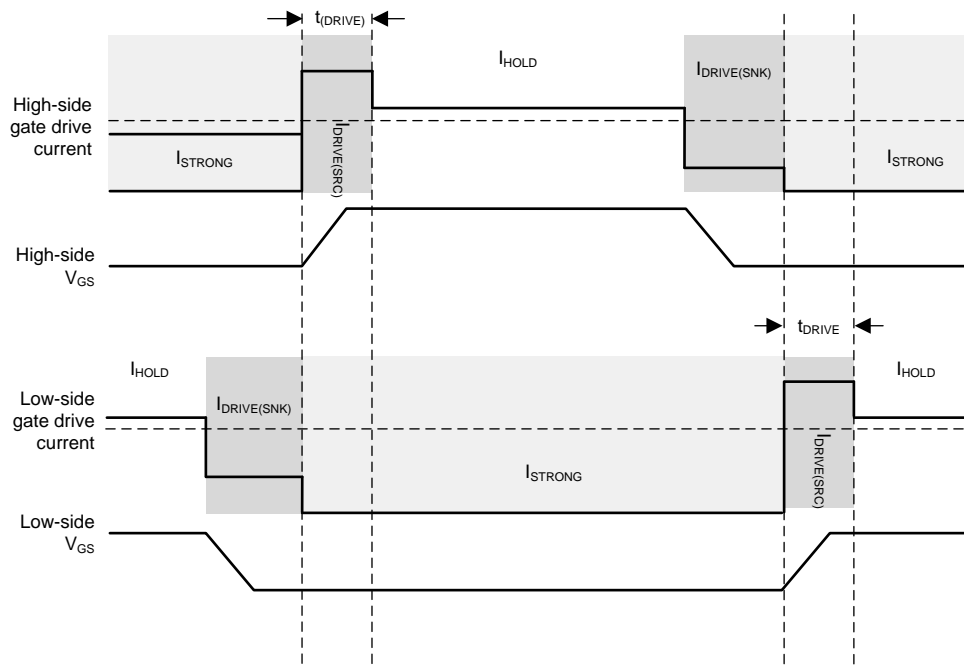 t(DRIVE)
IHOLD
IDRIVE(SNK)
High-side
gate drive
current
IDRIVE(SRC)
ISTRONG
ISTRONG
High-side
VGS
tDRIVE
IHOLD
IHOLD
IDRIVE(SNK)
Low-side
gate drive
current
IDRIVE(SRC)
ISTRONG
Low-side
VGS